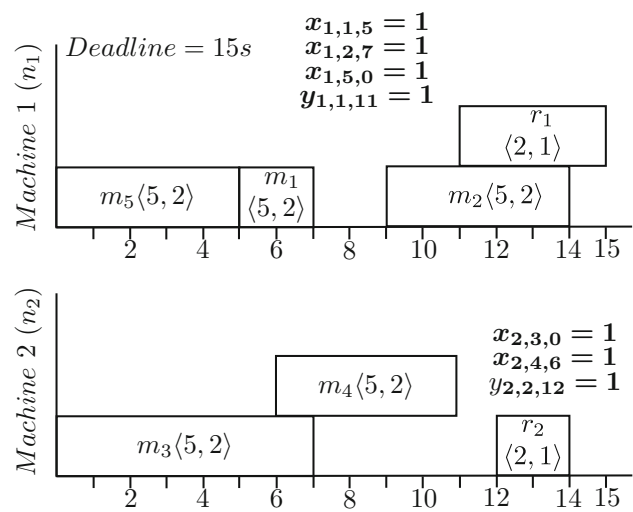 Deadline = 15s
x1,1,5 = 1
x1,2,7 = 1
x1,5,0 = 1
y1,1,11 = 1
Machine 1 (n1)
r1
⟨2, 1⟩
m5⟨5, 2⟩
m1
⟨5, 2⟩
m2⟨5, 2⟩
2 4 6 8 10 12 14 15
x2,3,0 = 1
x2,4,6 = 1
y2,2,12 = 1
Machine 2 (n2)
m4⟨5, 2⟩
m3⟨5, 2⟩
r2
⟨2, 1⟩
2 4 6 8 10 12 14 15